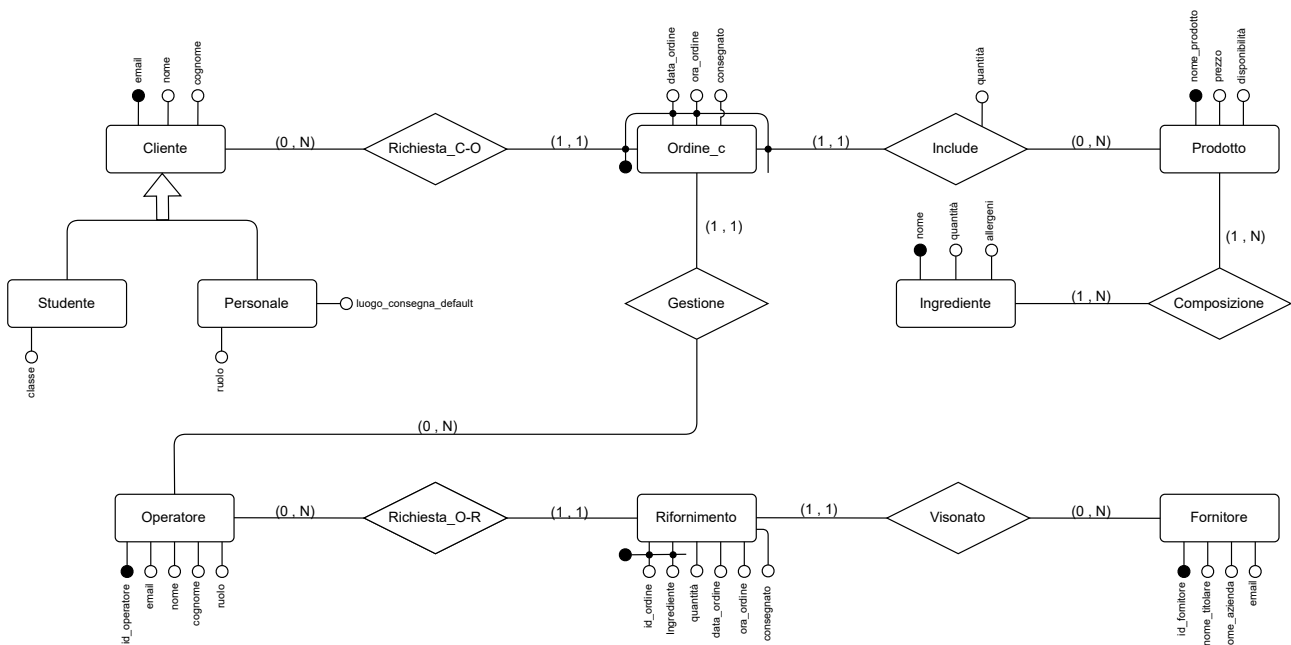 email
nome
cognome
data_ordine
ora_ordine
consegnato
quantità
nome_prodotto
prezzo
disponibilità
Cliente
(0 , N)
Richiesta_C-O
(1 , 1)
Ordine_c
(1 , 1)
Include
(0 , N)
Prodotto
(1 , 1)
nome
quantità
allergeni
(1 , N)
Studente
Personale
luogo_consegna_default
Gestione
Ingrediente
(1 , N)
Composizione
classe
ruolo
(0 , N)
Operatore
(0 , N)
Richiesta_O-R
(1 , 1)
Rifornimento
(1 , 1)
Visonato
(0 , N)
Fornitore
id_operatore
email
nome
cognome
ruolo
id_ordine
Ingrediente
quantità
data_ordine
ora_ordine
consegnato
id_fornitore
nome_titolare
ome_azienda
email